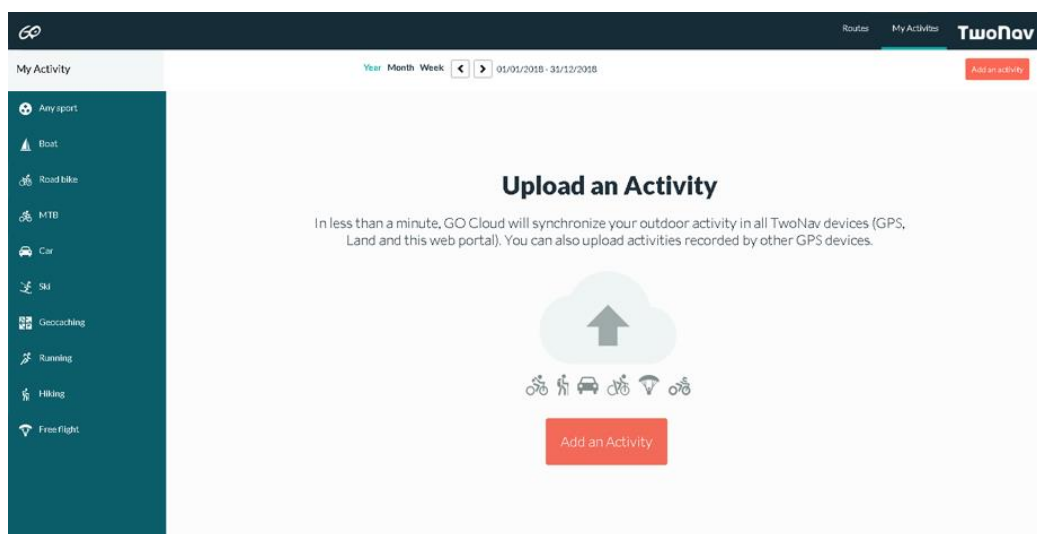 GO
Routes My Activites TwoNav
My Activity Year Month Week 01/01/2018 - 31/12/2018 Add an activity
Any sport
Boat
Road bike
MTB
Car
Ski
Geocaching
Running
Hiking
Free flight
Upload an Activity
In less than a minute, GO Cloud will synchronize your outdoor activity in all TwoNav devices (GPS,
Land and this web portal). You can also upload activities recorded by other GPS devices.
Add an Activity